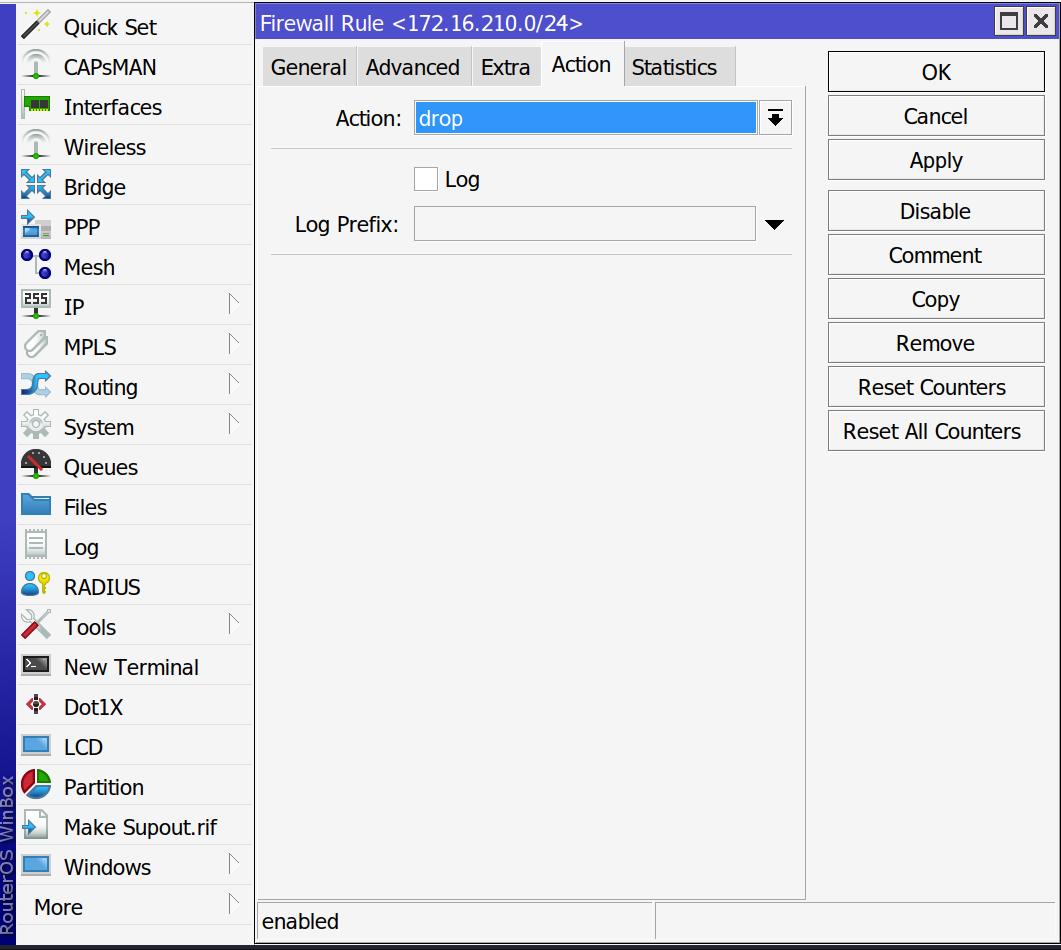 Quick Set
CAPsMAN
Interfaces
Wireless
Bridge
PPP
Mesh
255
IP
MPLS
Routing
System
Queues
Files
Log
RADIUS
Tools
New Terminal
Dot1X
LCD
Partition
Make Supout.rif
Windows
More
RouterOS WinBox
Firewall Rule <172.16.210.0/24>
General Advanced Extra Action Statistics
Action: drop
Log
Log Prefix:
OK
Cancel
Apply
Disable
Comment
Copy
Remove
Reset Counters
Reset All Counters
enabled